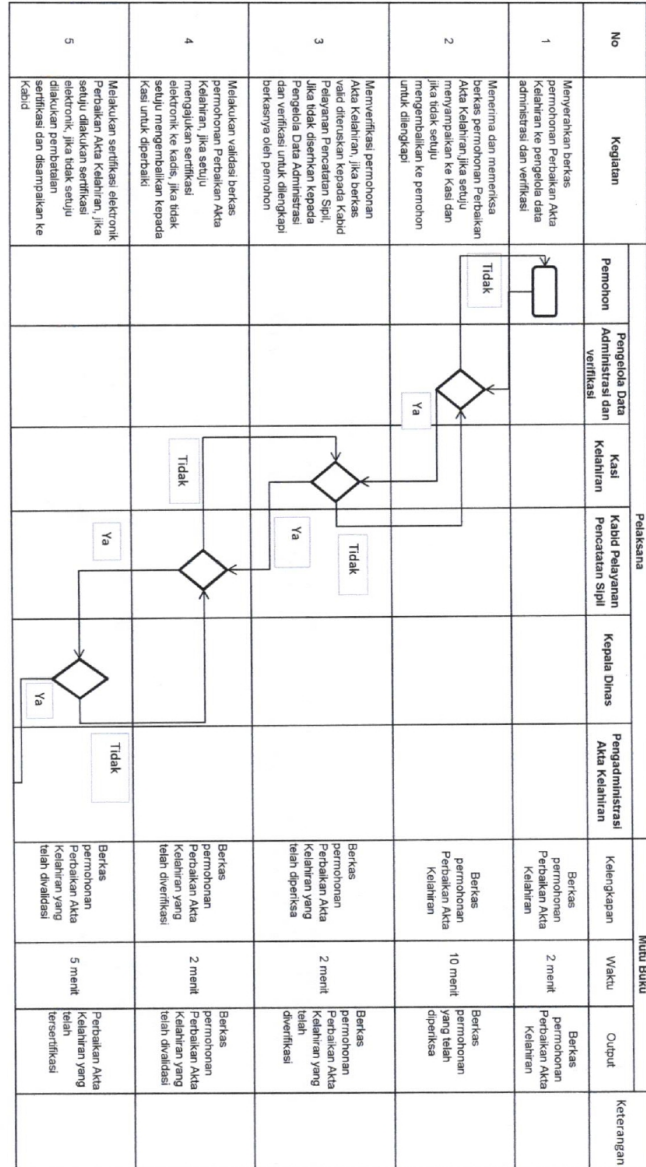 No
Kegiatan
Pelaksana
Mutu Buku
Keterangan
Pemohon
Pengelola Data
Administrasi dan
verifikasi
Kasi
Kelahiran
Kabid Pelayanan
Pencatatan Sipil
Kepala Dinas
Pengadministrasi
Akta Kelahiran
Kelengkapan
Waktu
Output
1
Menyerahkan berkas
permohonan Perbaikan Akta
Kelahiran ke pengelola data
administrasi dan verifikasi
Berkas
permohonan
Perbaikan Akta
Kelahiran
2 menit
Berkas
permohonan
Perbaikan Akta
Kelahiran
2
Menerima dan memeriksa
berkas permohonan Perbaikan
Akta Kelahiran,jika setuju
menyampaikan ke Kasi dan
jika tidak setuju
mengembalikan ke pemohon
untuk dilengkapi
Tidak
Ya
Berkas
permohonan
Perbaikan Akta
Kelahiran
10 menit
Berkas
permohonan
yang telah
diperiksa
3
Memverifikasi permohonan
Akta Kelahiran, jika berkas
valid diteruskan kepada Kabid
Pelayanan Pencatatan Sipil,
Jika tidak diserhkan kepada
Pengelola Data Administrasi
dan verifikasi untuk dilengkapi
berkasnya oleh pemohon
Ya
Tidak
Berkas
permohonan
Perbaikan Akta
Kelahiran yang
telah diperiksa
2 menit
Berkas
permohonan
Perbaikan Akta
Kelahiran yang
telah
diverifikasi
4
Melakukan validasi berkas
permohonan Perbaikan Akta
Kelahiran, jika setuju
mengajukan sertifikasi
elektronik ke kadis, jika tidak
setuju mengembalikan kepada
Kasi untuk diperbaiki
Tidak
Ya
Berkas
permohonan
Perbaikan Akta
Kelahiran yang
telah diverifikasi
2 menit
Berkas
permohonan
Perbaikan Akta
Kelahiran yang
telah divalidasi
5
Melakukan sertifikasi elektronik
Perbaikan Akta Kelahiran, jika
setuju dilakukan sertifikasi
elektronik, jika tidak setuju
dilakukan pembatalan
sertifikasi dan disampaikan ke
Kabid
Ya
Tidak
Berkas
permohonan
Perbaikan Akta
Kelahiran yang
telah divalidasi
5 menit
Perbaikan Akta
Kelahiran yang
telah
tersertifikasi